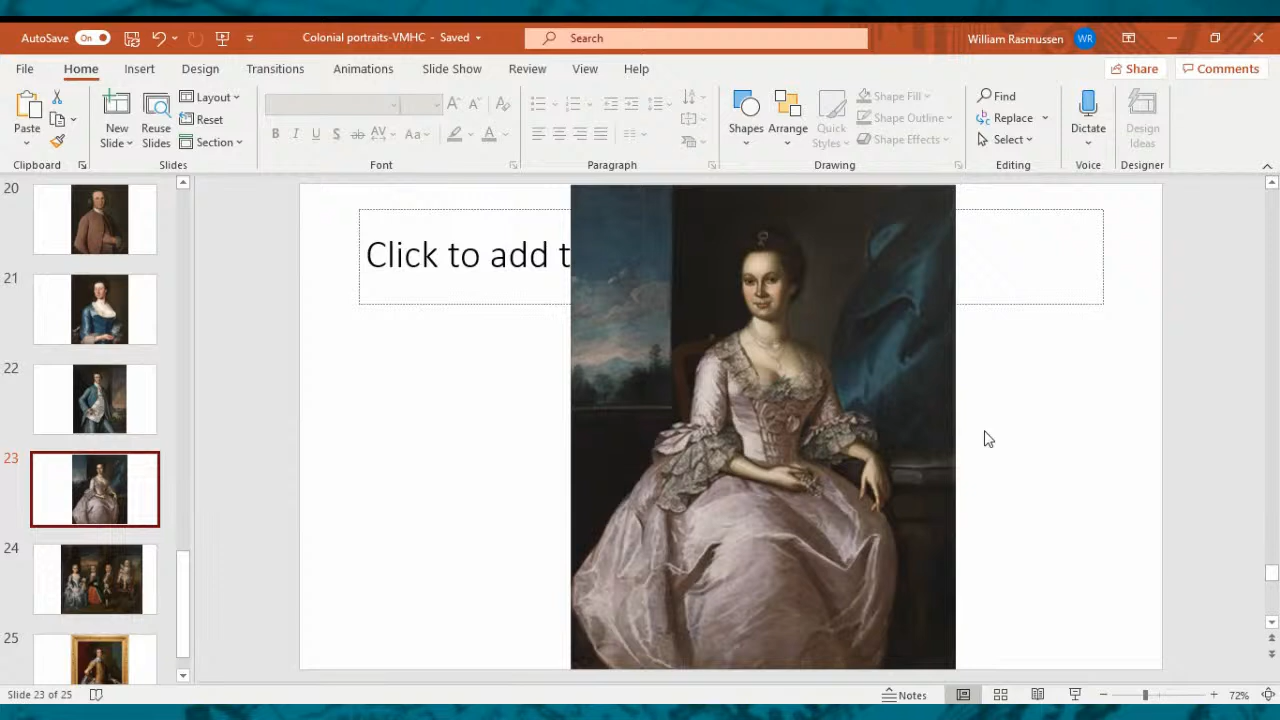 AutoSave On Colonial portraits-VMHC - Saved Search William Rasmussen WR
File Home Insert Design Transitions Animations Slide Show Review View Help Share Comments
Paste New Slide Reuse Slides Layout Reset Section Shapes Arrange Quick Styles Shape Fill Shape Outline Shape Effects Find Replace Select Dictate Design Ideas
B I U S ab AV Aa A
Clipboard Slides Font Paragraph Drawing Editing Voice Designer
20
21
22
23
24
25
Click to add t
Slide 23 of 25 Notes 72%